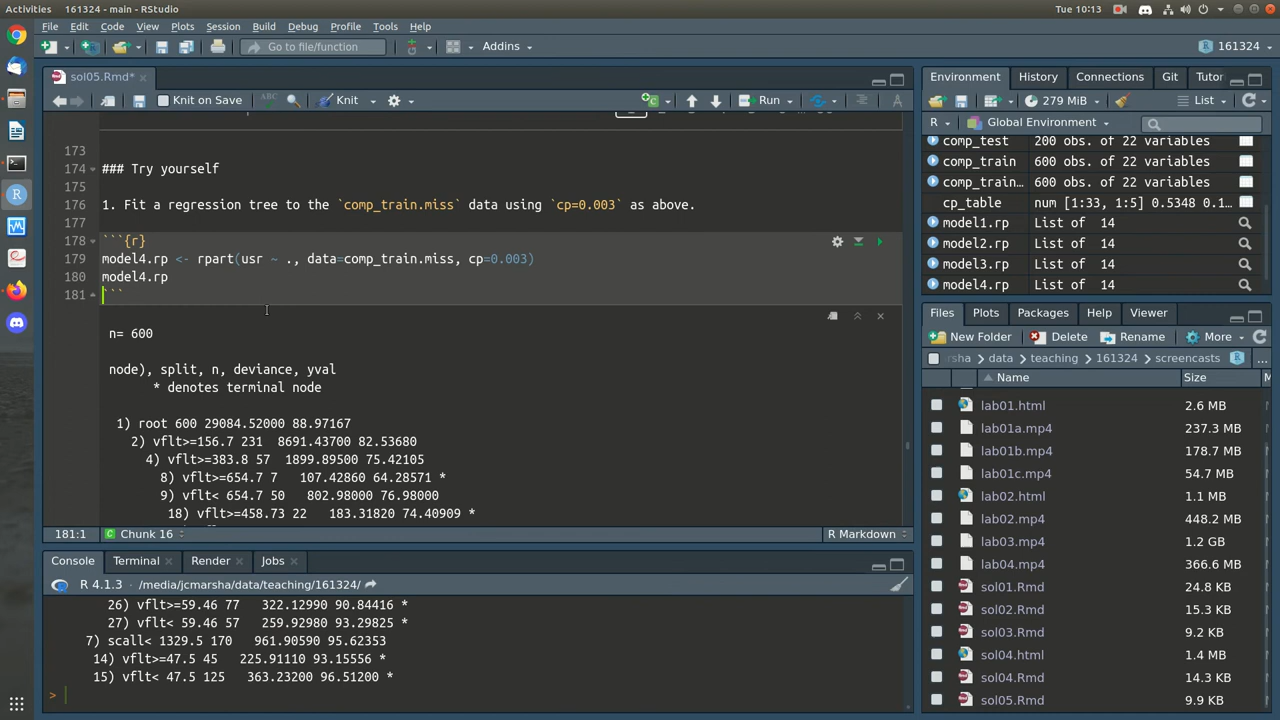 Activities
161324 - main - RStudio
Tue 10:13
File Edit Code View Plots Session Build Debug Profile Tools Help
Go to file/function
Addins
161324
sol05.Rmd*
Knit on Save
ABC
Knit
Run
173
174 ### Try yourself
175
176 1. Fit a regression tree to the `comp_train.miss` data using `cp=0.003` as above.
177
178 ```{r}
179 model4.rp <- rpart(usr ~ ., data=comp_train.miss, cp=0.003)
180 model4.rp
181 ```
n= 600
node), split, n, deviance, yval
* denotes terminal node
1) root 600 29084.52000 88.97167
2) vflt>=156.7 231 8691.43700 82.53680
4) vflt>=383.8 57 1899.89500 75.42105
8) vflt>=654.7 7 107.42860 64.28571 *
9) vflt< 654.7 50 802.98000 76.98000
18) vflt>=458.73 22 183.31820 74.40909 *
181:1
Chunk 16
R Markdown
Console Terminal Render Jobs
R 4.1.3 · /media/jcmarsha/data/teaching/161324/
26) vflt>=59.46 77 322.12990 90.84416 *
27) vflt< 59.46 57 259.92980 93.29825 *
7) scall< 1329.5 170 961.90590 95.62353
14) vflt>=47.5 45 225.91110 93.15556 *
15) vflt< 47.5 125 363.23200 96.51200 *
>
Environment History Connections Git Tutor
279 MiB
List
R
Global Environment
comp_test 200 obs. of 22 variables
comp_train 600 obs. of 22 variables
comp_train… 600 obs. of 22 variables
cp_table num [1:33, 1:5] 0.5348 0.1...
model1.rp List of 14
model2.rp List of 14
model3.rp List of 14
model4.rp List of 14
Files Plots Packages Help Viewer
New Folder Delete Rename More
rsha data teaching 161324 screencasts ...
Name Size
lab01.html 2.6 MB
lab01a.mp4 237.3 MB
lab01b.mp4 178.7 MB
lab01c.mp4 54.7 MB
lab02.html 1.1 MB
lab02.mp4 448.2 MB
lab03.mp4 1.2 GB
lab04.mp4 366.6 MB
sol01.Rmd 24.8 KB
sol02.Rmd 15.3 KB
sol03.Rmd 9.2 KB
sol04.html 1.4 MB
sol04.Rmd 14.3 KB
sol05.Rmd 9.9 KB